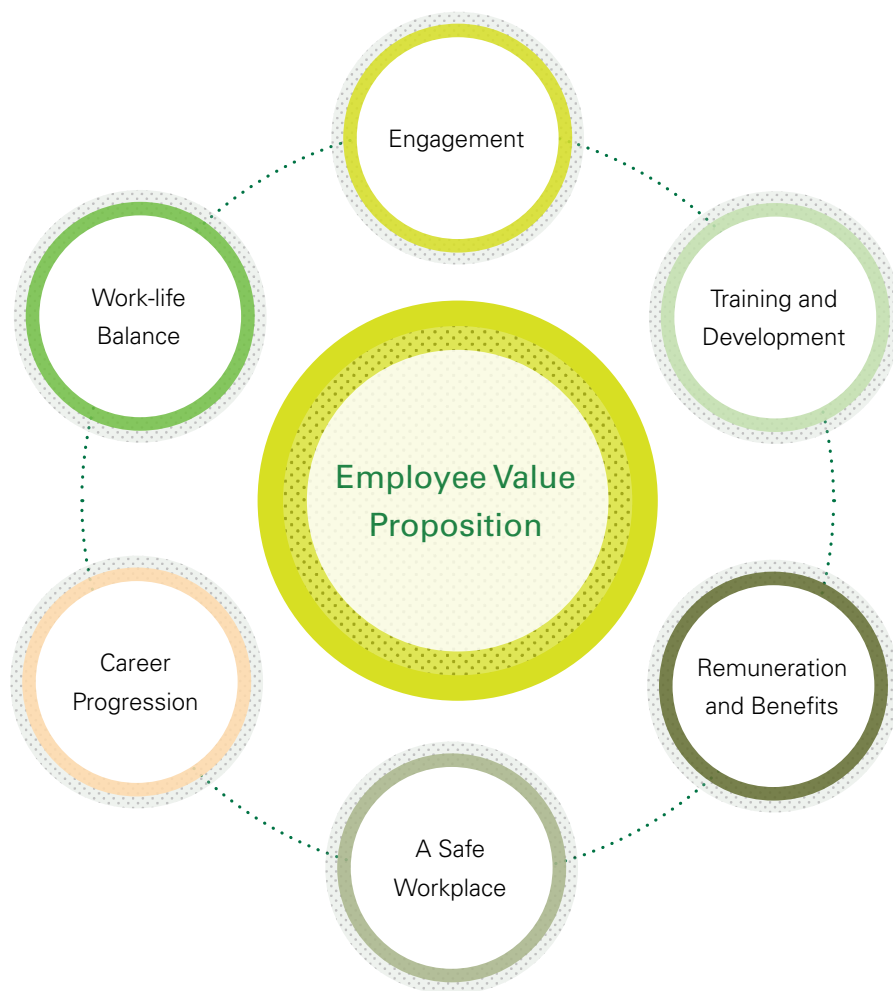 Engagement
Training and
Development
Remuneration
and Benefits
A Safe
Workplace
Career
Progression
Work-life
Balance
Employee Value
Proposition